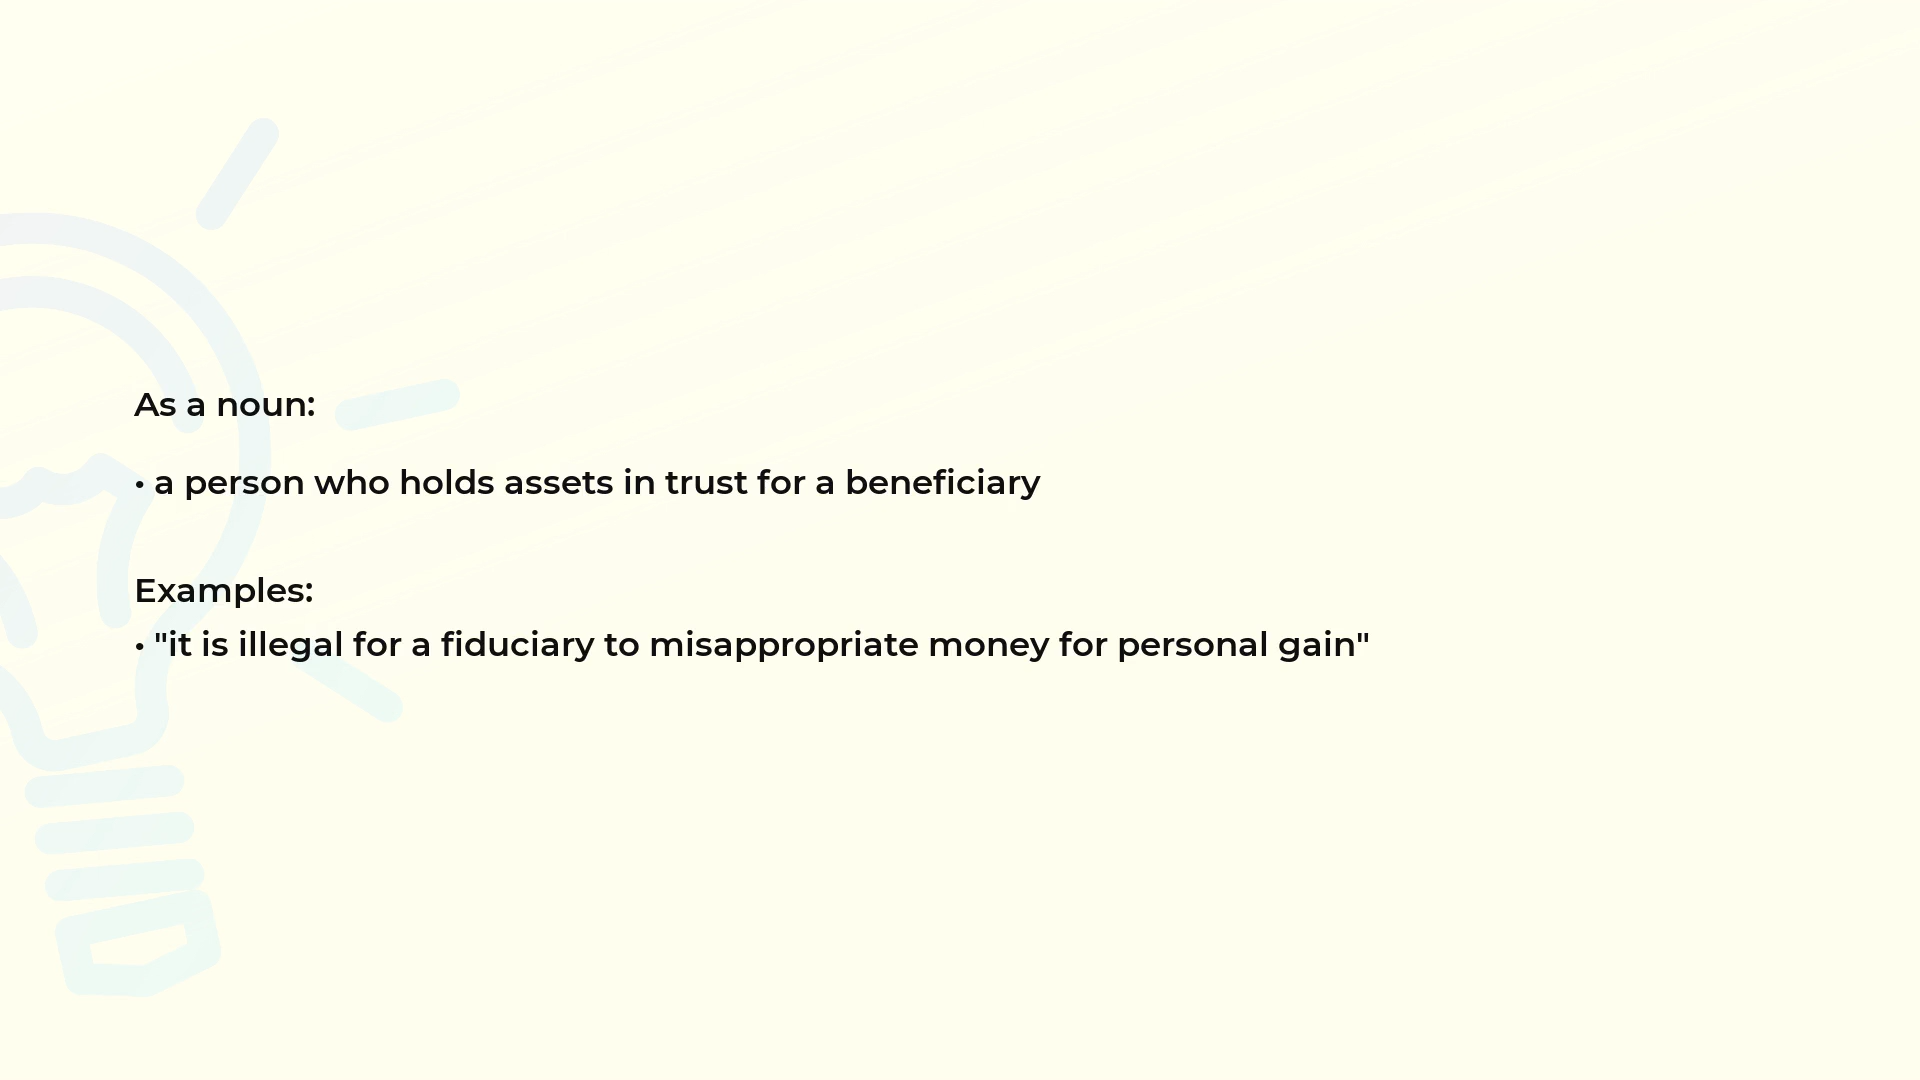 As a noun:
• a person who holds assets in trust for a beneficiary
Examples:
• "it is illegal for a fiduciary to misappropriate money for personal gain"